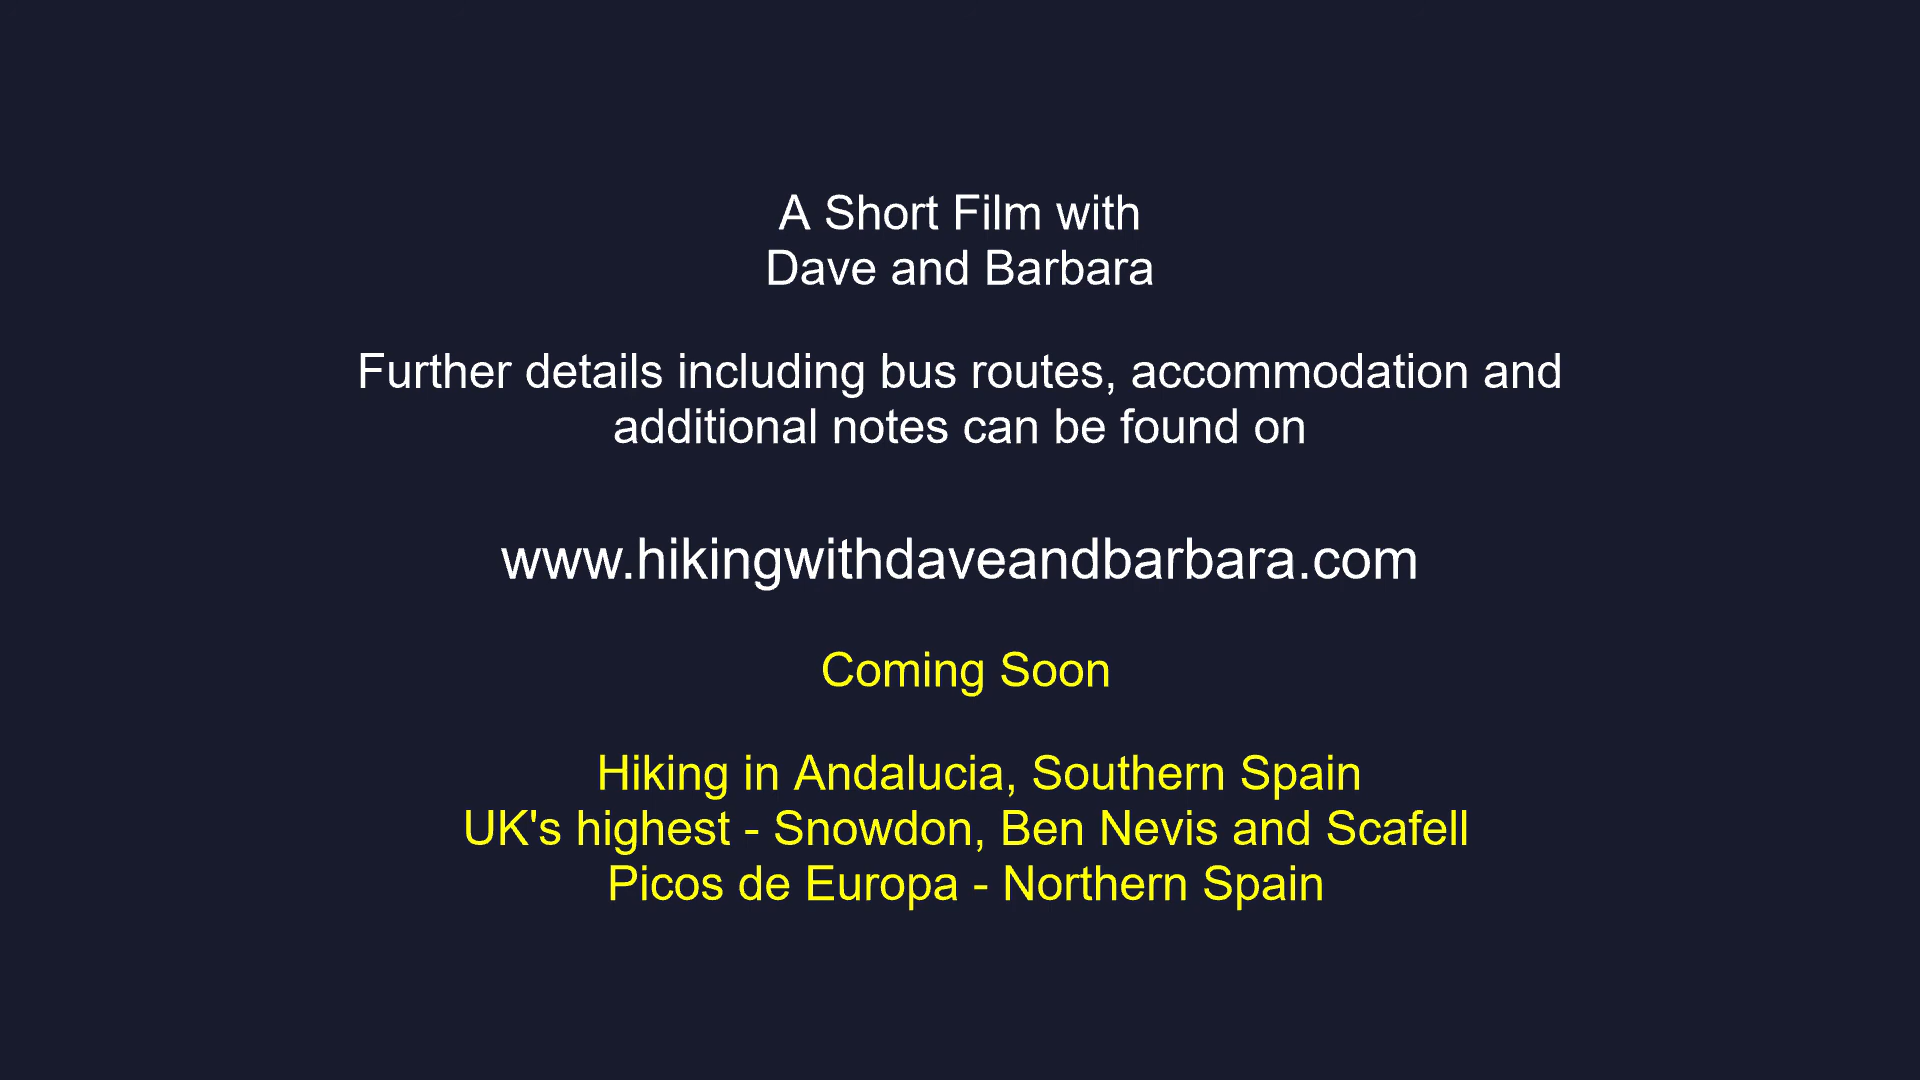 A Short Film with
Dave and Barbara
Further details including bus routes, accommodation and
additional notes can be found on
www.hikingwithdaveandbarbara.com
Coming Soon
Hiking in Andalucia, Southern Spain
UK's highest - Snowdon, Ben Nevis and Scafell
Picos de Europa - Northern Spain